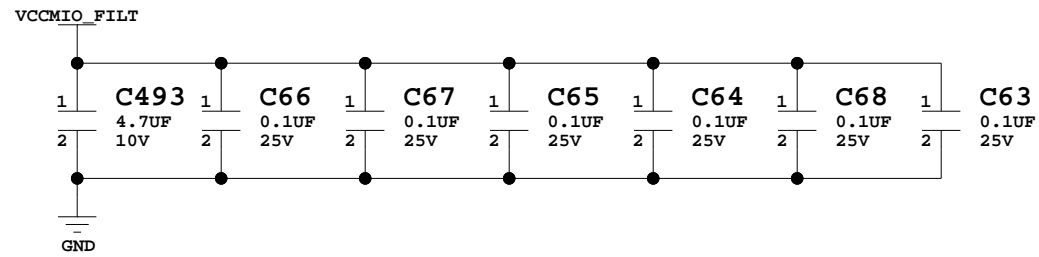 VCCMIO_FILT
1 C493 1 C66 1 C67 1 C65 1 C64 1 C68 1 C63
4.7UF 0.1UF 0.1UF 0.1UF 0.1UF 0.1UF 0.1UF
2 10V 2 25V 2 25V 2 25V 2 25V 2 25V 2 25V
GND